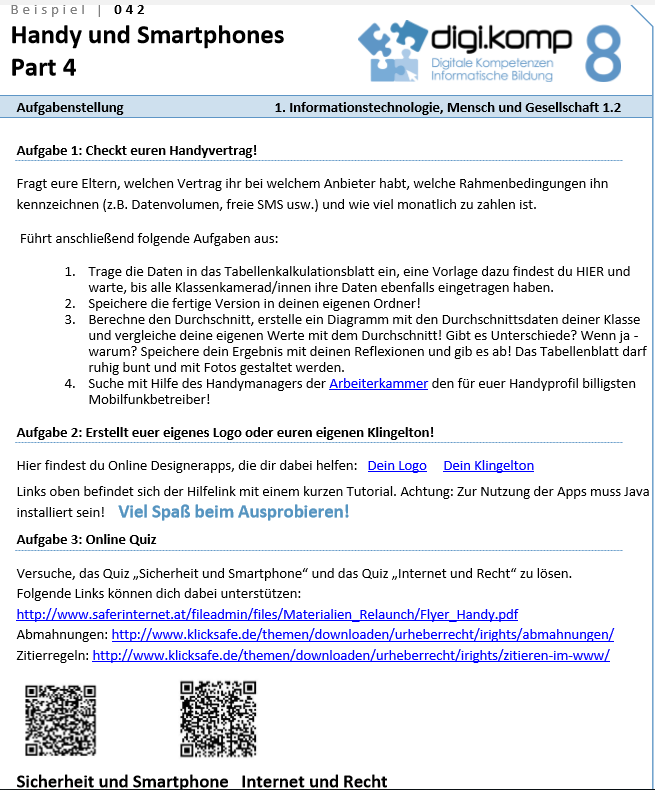 Beispiel | 042
Handy und Smartphones
Part 4
digi.komp 8
Digitale Kompetenzen
Informatische Bildung
Aufgabenstellung 1. Informationstechnologie, Mensch und Gesellschaft 1.2
Aufgabe 1: Checkt euren Handyvertrag!
Fragt eure Eltern, welchen Vertrag ihr bei welchem Anbieter habt, welche Rahmenbedingungen ihn
kennzeichnen (z.B. Datenvolumen, freie SMS usw.) und wie viel monatlich zu zahlen ist.
Führt anschließend folgende Aufgaben aus:
1. Trage die Daten in das Tabellenkalkulationsblatt ein, eine Vorlage dazu findest du HIER und
warte, bis alle Klassenkamerad/innen ihre Daten ebenfalls eingetragen haben.
2. Speichere die fertige Version in deinen eigenen Ordner!
3. Berechne den Durchschnitt, erstelle ein Diagramm mit den Durchschnittsdaten deiner Klasse
und vergleiche deine eigenen Werte mit dem Durchschnitt! Gibt es Unterschiede? Wenn ja -
warum? Speichere dein Ergebnis mit deinen Reflexionen und gib es ab! Das Tabellenblatt darf
ruhig bunt und mit Fotos gestaltet werden.
4. Suche mit Hilfe des Handymanagers der Arbeiterkammer den für euer Handyprofil billigsten
Mobilfunkbetreiber!
Aufgabe 2: Erstellt euer eigenes Logo oder euren eigenen Klingelton!
Hier findest du Online Designerapps, die dir dabei helfen: Dein Logo Dein Klingelton
Links oben befindet sich der Hilfelink mit einem kurzen Tutorial. Achtung: Zur Nutzung der Apps muss Java
installiert sein! Viel Spaß beim Ausprobieren!
Aufgabe 3: Online Quiz
Versuche, das Quiz „Sicherheit und Smartphone“ und das Quiz „Internet und Recht“ zu lösen.
Folgende Links können dich dabei unterstützen:
http://www.saferinternet.at/fileadmin/files/Materialien_Relaunch/Flyer_Handy.pdf
Abmahnungen: http://www.klicksafe.de/themen/downloaden/urheberrecht/irights/abmahnungen/
Zitierregeln: http://www.klicksafe.de/themen/downloaden/urheberrecht/irights/zitieren-im-www/
Sicherheit und Smartphone Internet und Recht